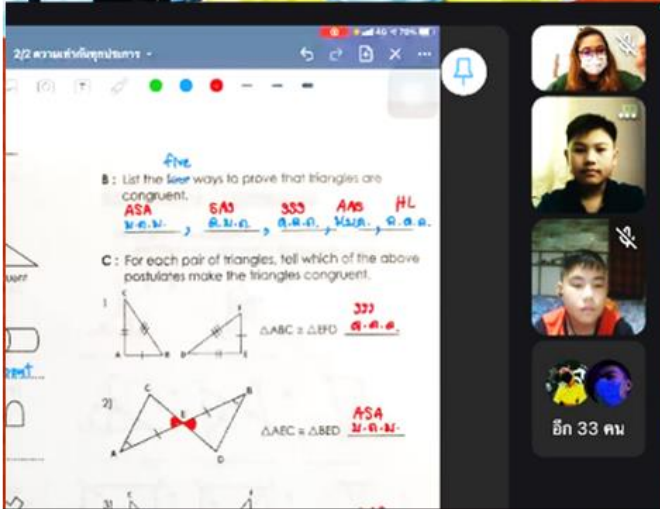 4G 70%
2/2 ความเท่ากันทุกประการ
five
B : List the four ways to prove that triangles are
congruent.
ASA SAS SSS AAS HL
ม.ด.ม. , ด.ม.ด. , ด.ด.ด. , ม.ม.ด. , ฉ.ด.ด.
C : For each pair of triangles, tell which of the above
postulates make the triangles congruent.
1
C
F
A B D E
SSS
△ABC ≅ △EFD ด.ด.ด.
2)
C B
E
A D
ASA
△AEC ≅ △BED ม.ด.ม.
3)
อีก 33 คน